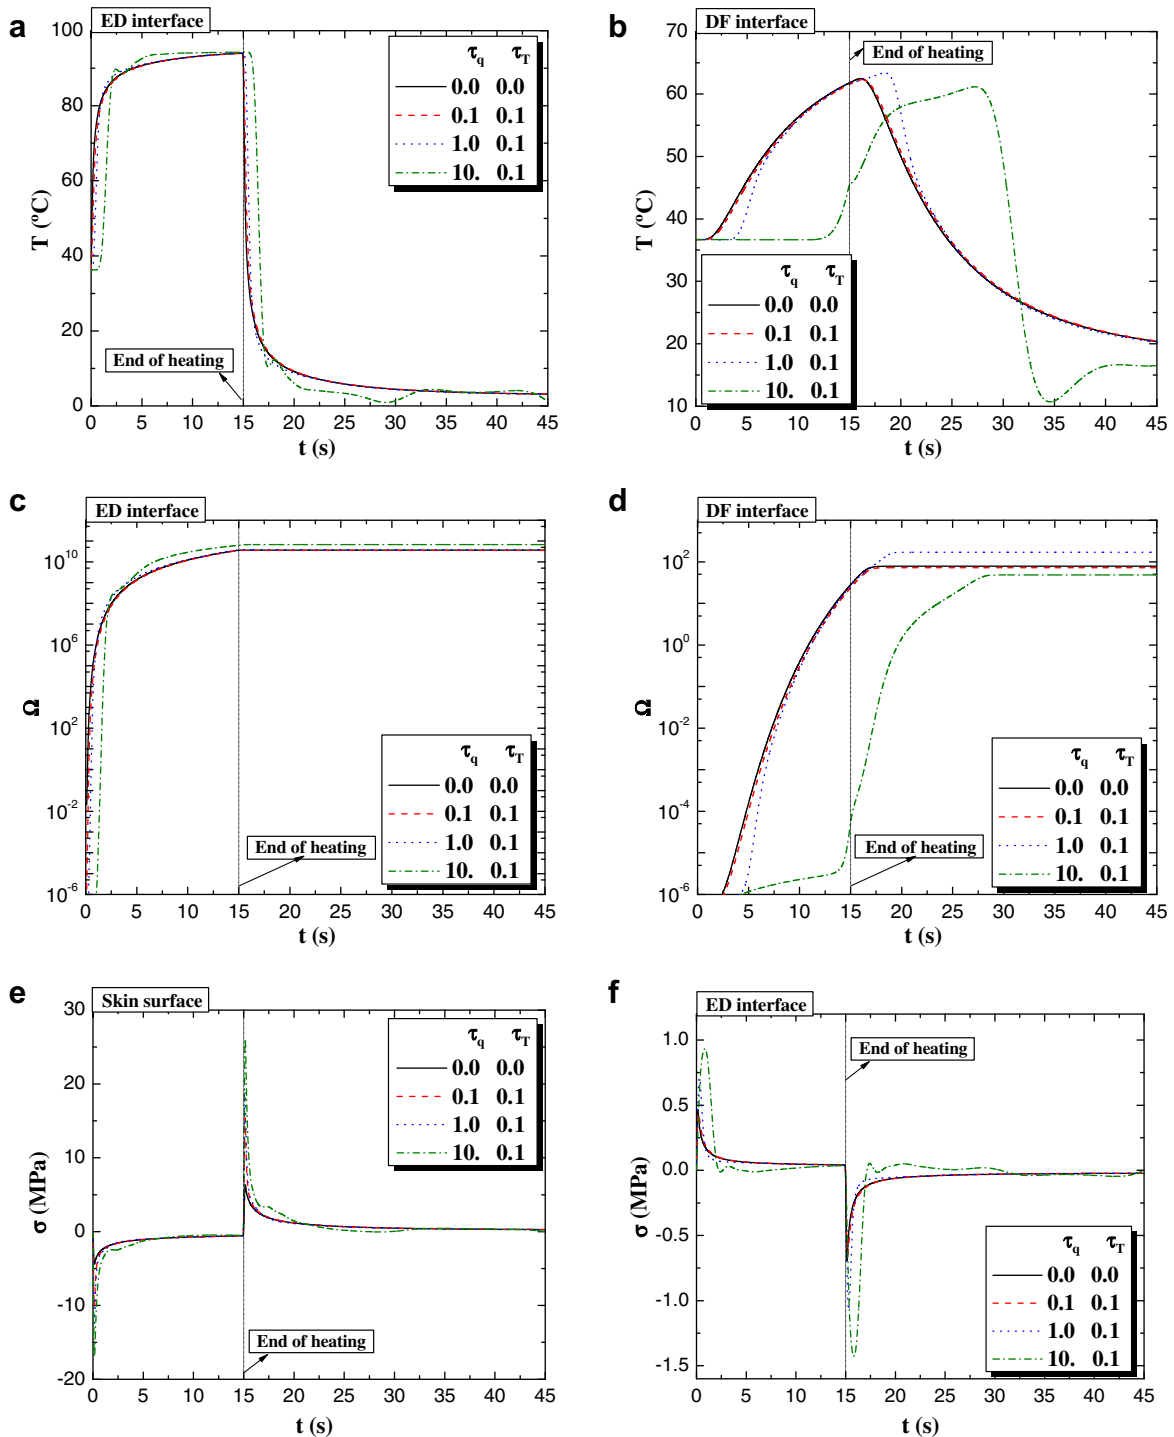 a
ED interface
T (ºC)
100
80
60
40
20
0
τq τT
0.0 0.0
0.1 0.1
1.0 0.1
10. 0.1
End of heating
0 5 10 15 20 25 30 35 40 45
t (s)
b
DF interface
End of heating
T (ºC)
70
60
50
40
30
20
10
τq τT
0.0 0.0
0.1 0.1
1.0 0.1
10. 0.1
0 5 10 15 20 25 30 35 40 45
t (s)
c
ED interface
Ω
10^10
10^6
10^2
10^-2
10^-6
τq τT
0.0 0.0
0.1 0.1
1.0 0.1
10. 0.1
End of heating
0 5 10 15 20 25 30 35 40 45
t (s)
d
DF interface
Ω
10^2
10^0
10^-2
10^-4
10^-6
τq τT
0.0 0.0
0.1 0.1
1.0 0.1
10. 0.1
End of heating
0 5 10 15 20 25 30 35 40 45
t (s)
e
Skin surface
σ (MPa)
30
20
10
0
-10
-20
τq τT
0.0 0.0
0.1 0.1
1.0 0.1
10. 0.1
End of heating
0 5 10 15 20 25 30 35 40 45
t (s)
f
ED interface
End of heating
σ (MPa)
1.0
0.5
0.0
-0.5
-1.0
-1.5
τq τT
0.0 0.0
0.1 0.1
1.0 0.1
10. 0.1
0 5 10 15 20 25 30 35 40 45
t (s)